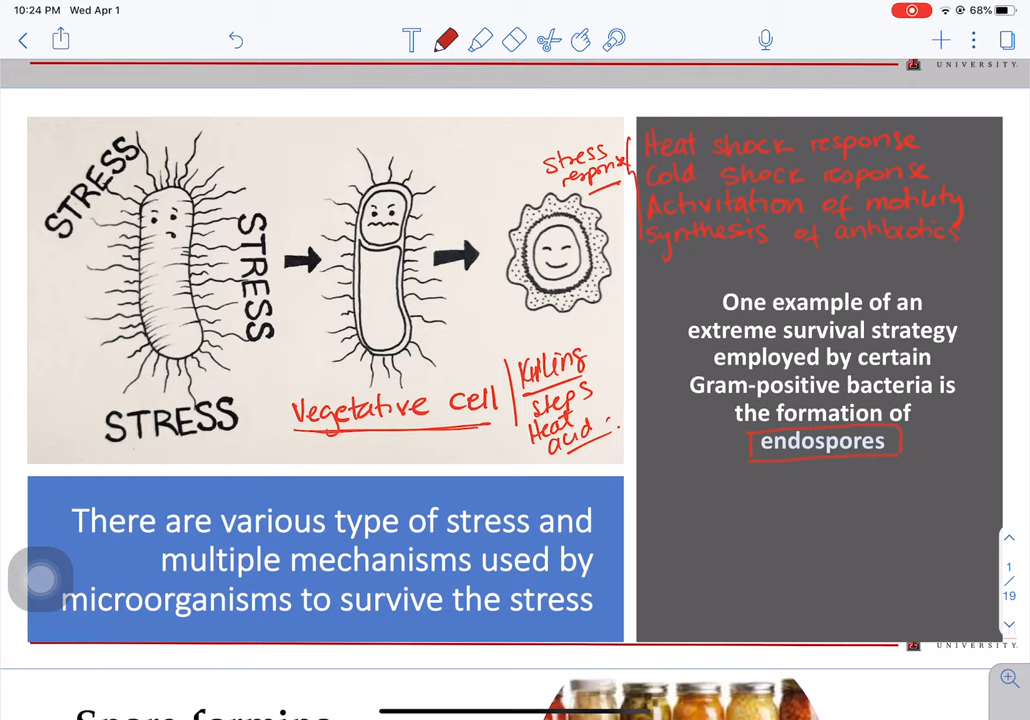 10:24 PM Wed Apr 1
68%
UNIVERSITY.
STRESS
STRESS
STRESS
Stress
response
Heat shock response
Cold shock response
Activitation of motility
synthesis of antibiotics
Vegetative cell
Killing
steps
Heat
acid
One example of an
extreme survival strategy
employed by certain
Gram-positive bacteria is
the formation of
endospores
There are various type of stress and
multiple mechanisms used by
microorganisms to survive the stress
1
/
19
UNIVERSITY.
Spore forming